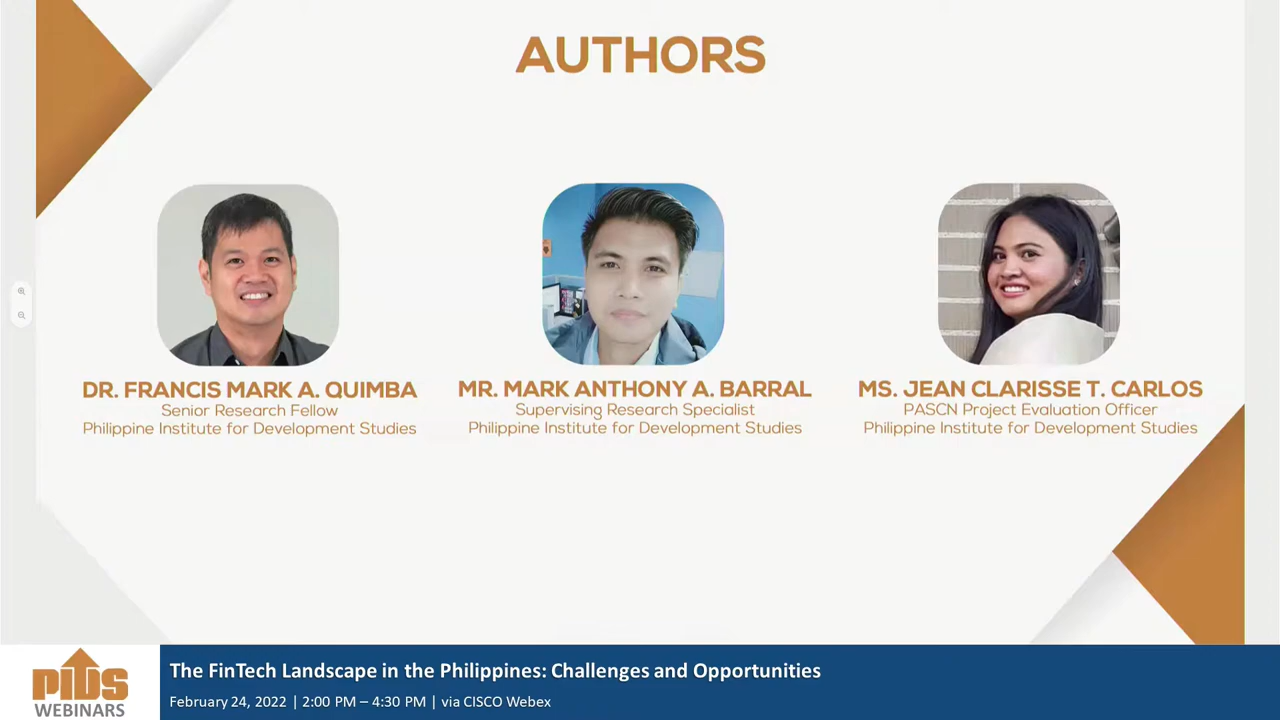 AUTHORS
DR. FRANCIS MARK A. QUIMBA
Senior Research Fellow
Philippine Institute for Development Studies
MR. MARK ANTHONY A. BARRAL
Supervising Research Specialist
Philippine Institute for Development Studies
MS. JEAN CLARISSE T. CARLOS
PASCN Project Evaluation Officer
Philippine Institute for Development Studies
pids
WEBINARS
The FinTech Landscape in the Philippines: Challenges and Opportunities
February 24, 2022 | 2:00 PM – 4:30 PM | via CISCO Webex